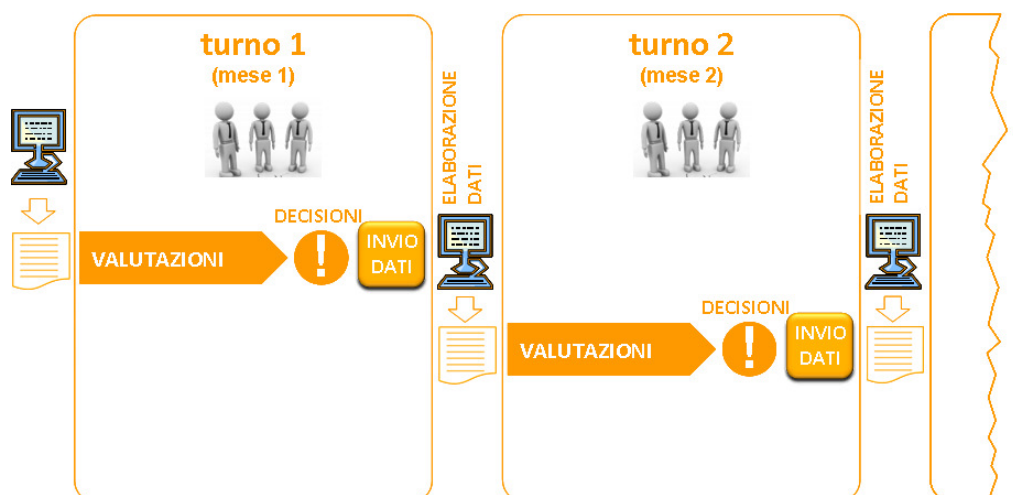 turno 1
(mese 1)
DECISIONI
VALUTAZIONI
INVIO
DATI
ELABORAZIONE
DATI
turno 2
(mese 2)
DECISIONI
VALUTAZIONI
INVIO
DATI
ELABORAZIONE
DATI